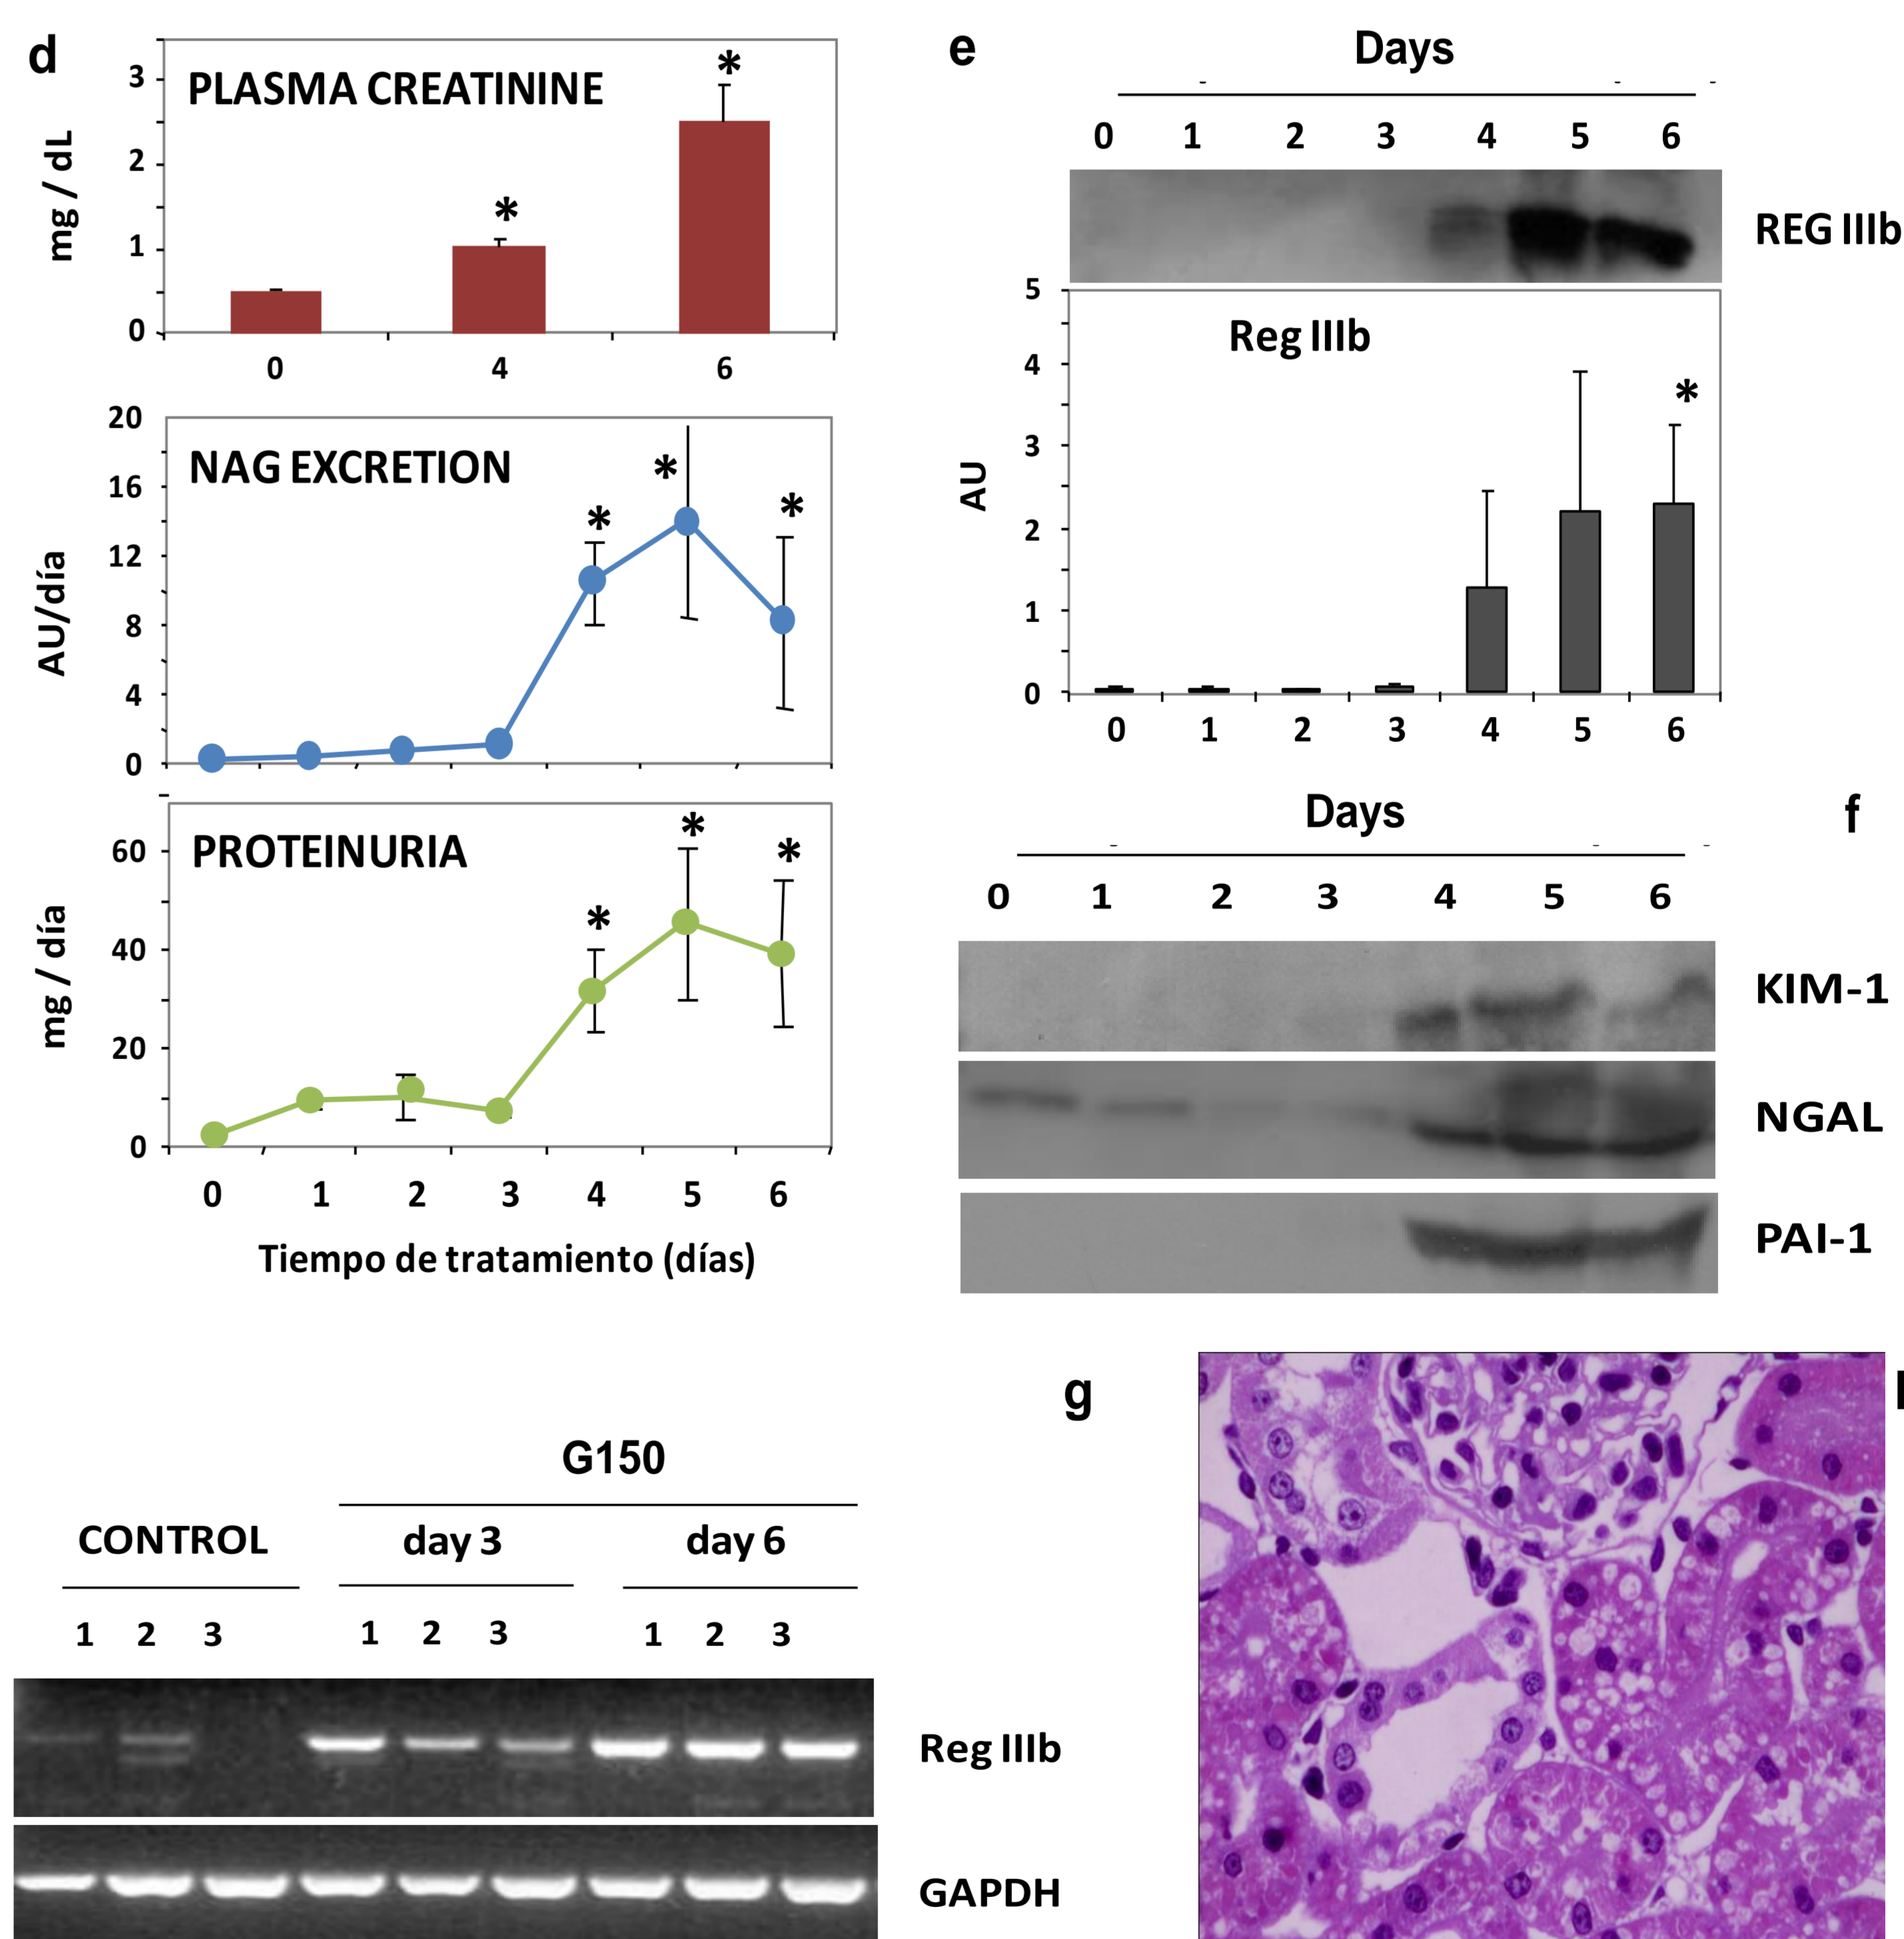 d
PLASMA CREATININE
mg / dL
3
2
1
0
*
*
0 4 6
NAG EXCRETION
AU/día
20
16
12
8
4
0
*
*
*
PROTEINURIA
mg / día
60
40
20
0
*
*
*
0 1 2 3 4 5 6
Tiempo de tratamiento (días)
e
Days
0 1 2 3 4 5 6
REG IIIb
Reg IIIb
AU
5
4
3
2
1
0
*
0 1 2 3 4 5 6
f
Days
0 1 2 3 4 5 6
KIM-1
NGAL
PAI-1
g
G150
CONTROL day 3 day 6
1 2 3 1 2 3 1 2 3
Reg IIIb
GAPDH